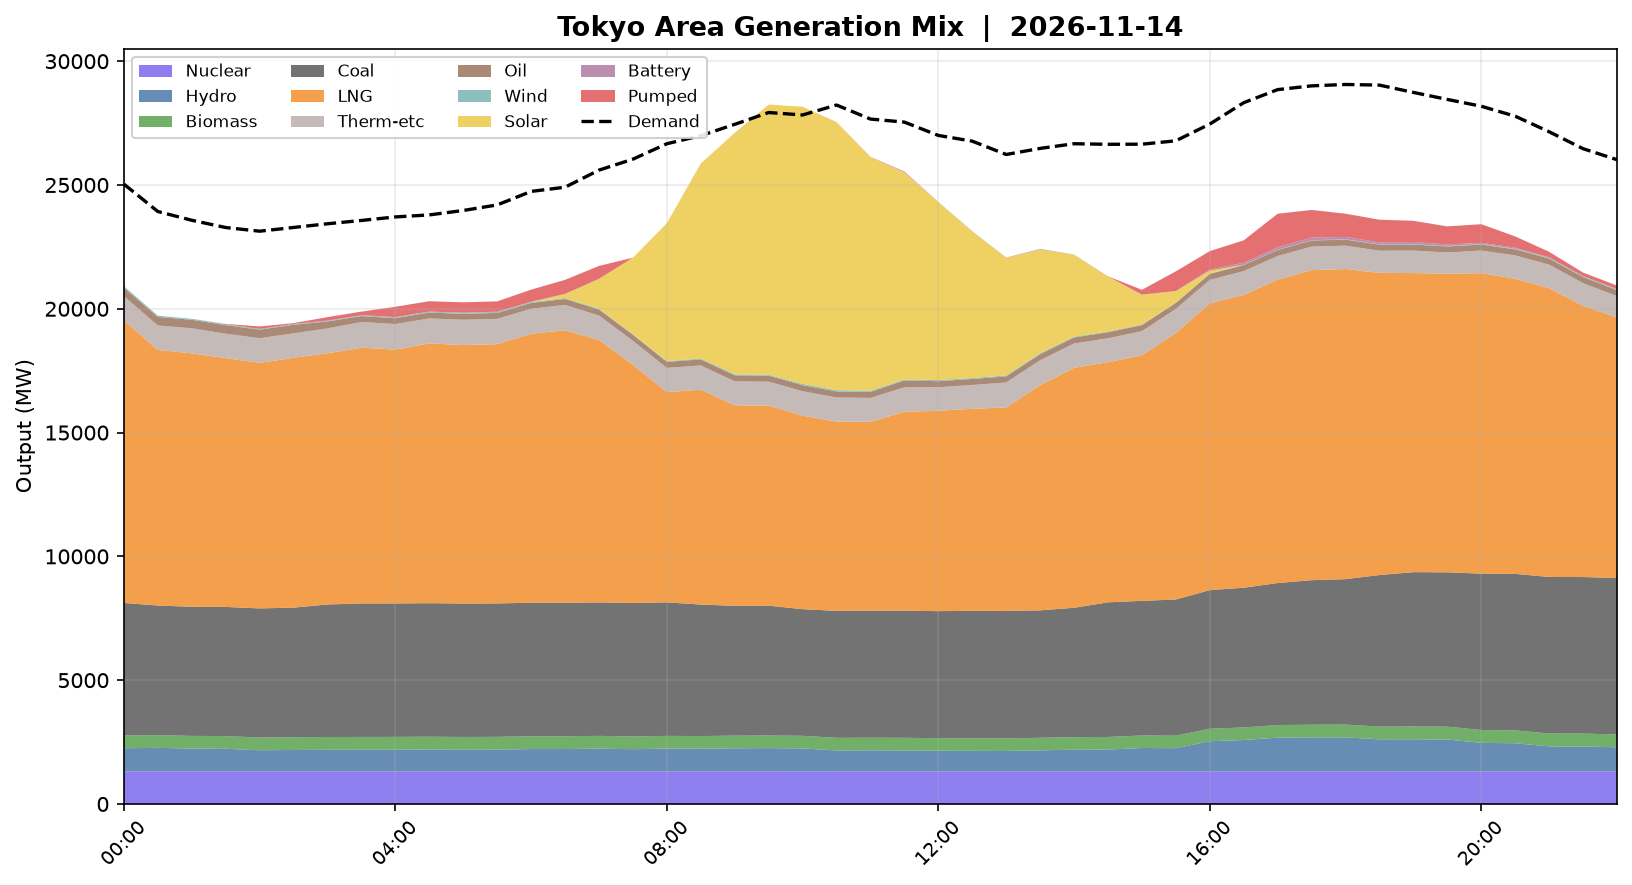 Tokyo Area Generation Mix | 2026-11-14
Output (MW)
30000
25000
20000
15000
10000
5000
0
Nuclear Coal Oil Battery
Hydro LNG Wind Pumped
Biomass Therm-etc Solar Demand
00:00 04:00 08:00 12:00 16:00 20:00